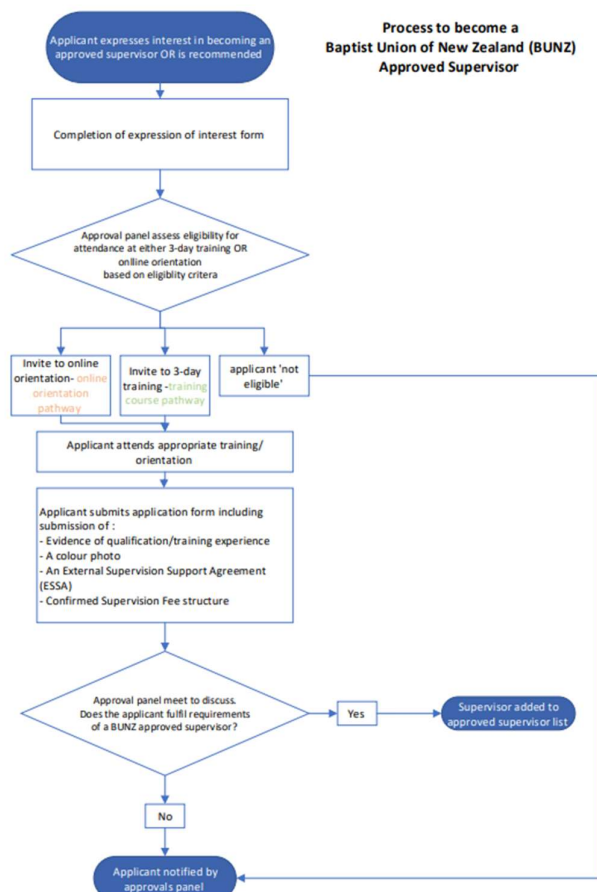 Process to become a
Baptist Union of New Zealand (BUNZ)
Approved Supervisor
Applicant expresses interest in becoming an
approved supervisor OR is recommended
Completion of expression of interest form
Approval panel assess eligibility for
attendance at either 3-day training OR
onlline orientation
based on eligiblity critera
Invite to online
orientation- online
orientation
pathway
Invite to 3-day
training -training
course pathway
applicant 'not
eligible'
Applicant attends appropriate training/
orientation
Applicant submits application form including
submission of :
- Evidence of qualification/training experience
- A colour photo
- An External Supervision Support Agreement
(ESSA)
- Confirmed Supervision Fee structure
Approval panel meet to discuss.
Does the applicant fulfil requirements
of a BUNZ approved supervisor?
Yes
Supervisor added to
approved supervisor list
No
Applicant notified by
approvals panel